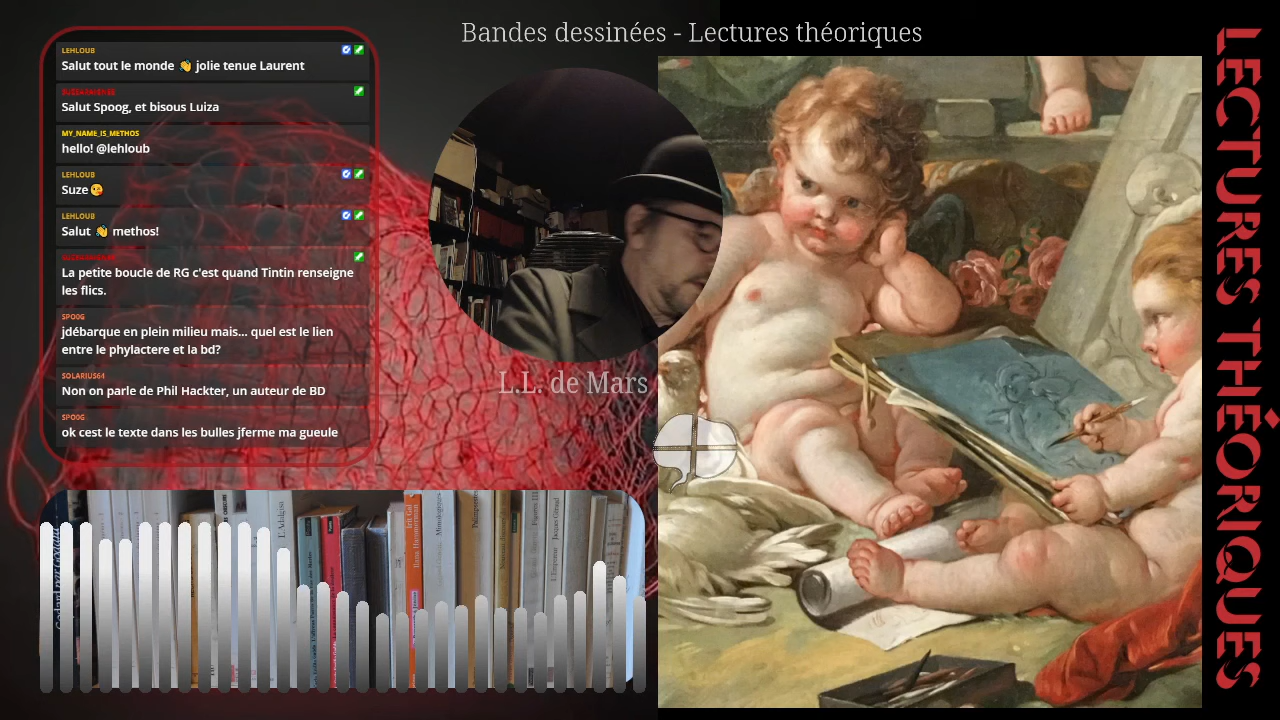 Bandes dessinées - Lectures théoriques
LEHLOUB
Salut tout le monde 👋 jolie tenue Laurent
Salut Spoog, et bisous Luiza
MY_NAME_IS_METHOS
hello! @lehloub
LEHLOUB
Suze😘
LEHLOUB
Salut 👋 methos!
La petite boucle de RG c'est quand Tintin renseigne
les flics.
SPOOG
jdébarque en plein milieu mais... quel est le lien
entre le phylactere et la bd?
SOLARIUS64
Non on parle de Phil Hackter, un auteur de BD
SPOOG
ok cest le texte dans les bulles jferme ma gueule
L.L. de Mars
LECTURES THÉORIQUES